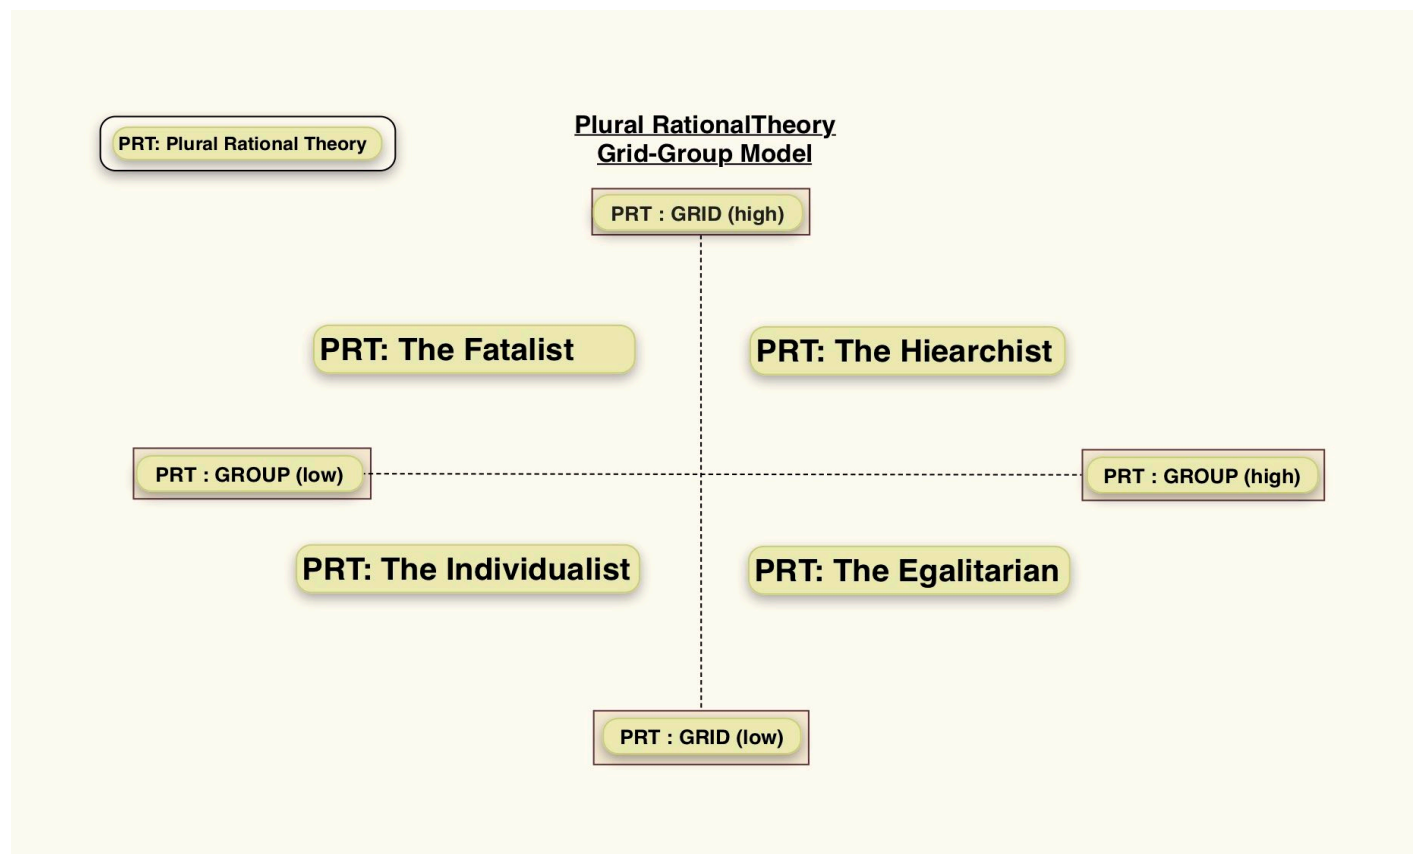 Plural RationalTheory
Grid-Group Model
PRT: Plural Rational Theory
PRT : GRID (high)
PRT: The Fatalist
PRT: The Hiearchist
PRT : GROUP (low)
PRT : GROUP (high)
PRT: The Individualist
PRT: The Egalitarian
PRT : GRID (low)